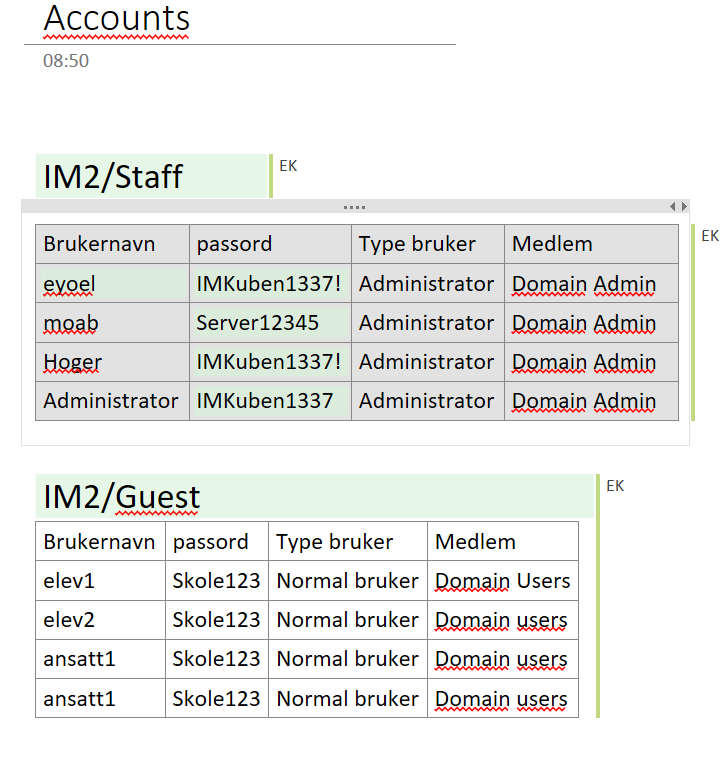 Accounts
08:50
IM2/Staff EK
Brukernavn passord Type bruker Medlem EK
eyoel IMKuben1337! Administrator Domain Admin
moab Server12345 Administrator Domain Admin
Hoger IMKuben1337! Administrator Domain Admin
Administrator IMKuben1337 Administrator Domain Admin
IM2/Guest EK
Brukernavn passord Type bruker Medlem
elev1 Skole123 Normal bruker Domain Users
elev2 Skole123 Normal bruker Domain users
ansatt1 Skole123 Normal bruker Domain users
ansatt1 Skole123 Normal bruker Domain users